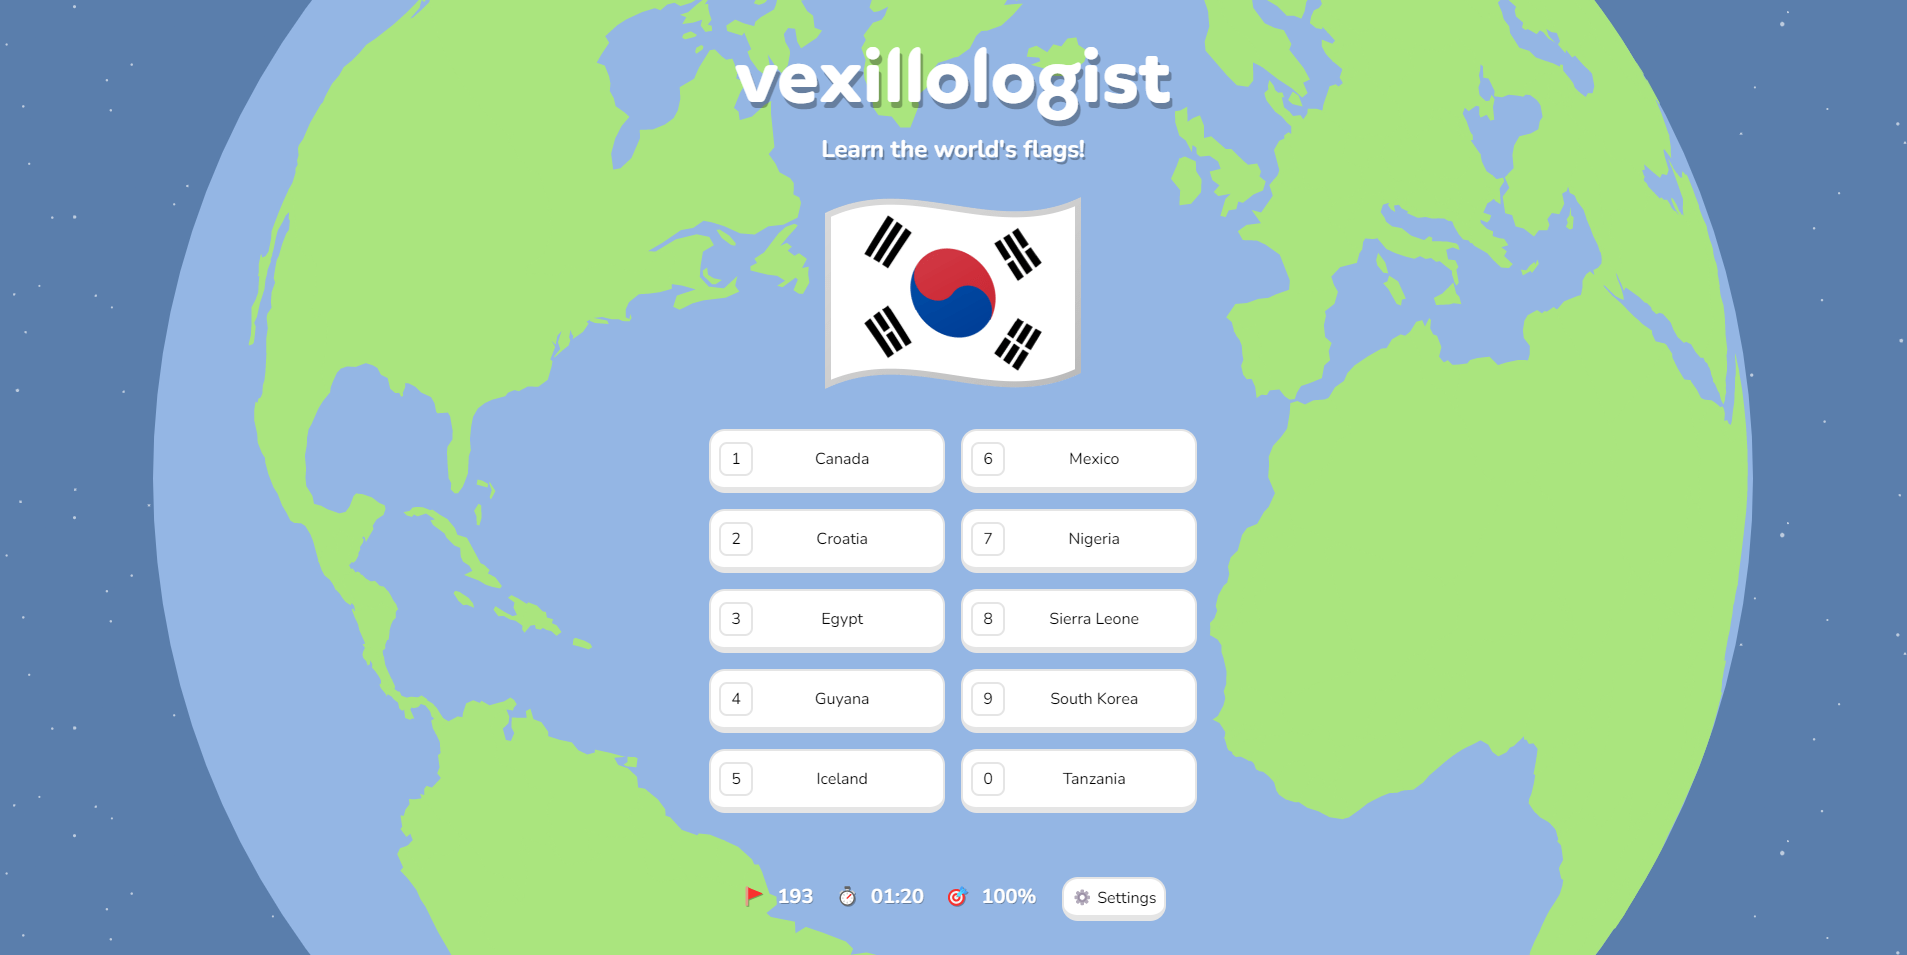 vexillologist
Learn the world's flags!
1 Canada
6 Mexico
2 Croatia
7 Nigeria
3 Egypt
8 Sierra Leone
4 Guyana
9 South Korea
5 Iceland
0 Tanzania
193 01:20 100% Settings